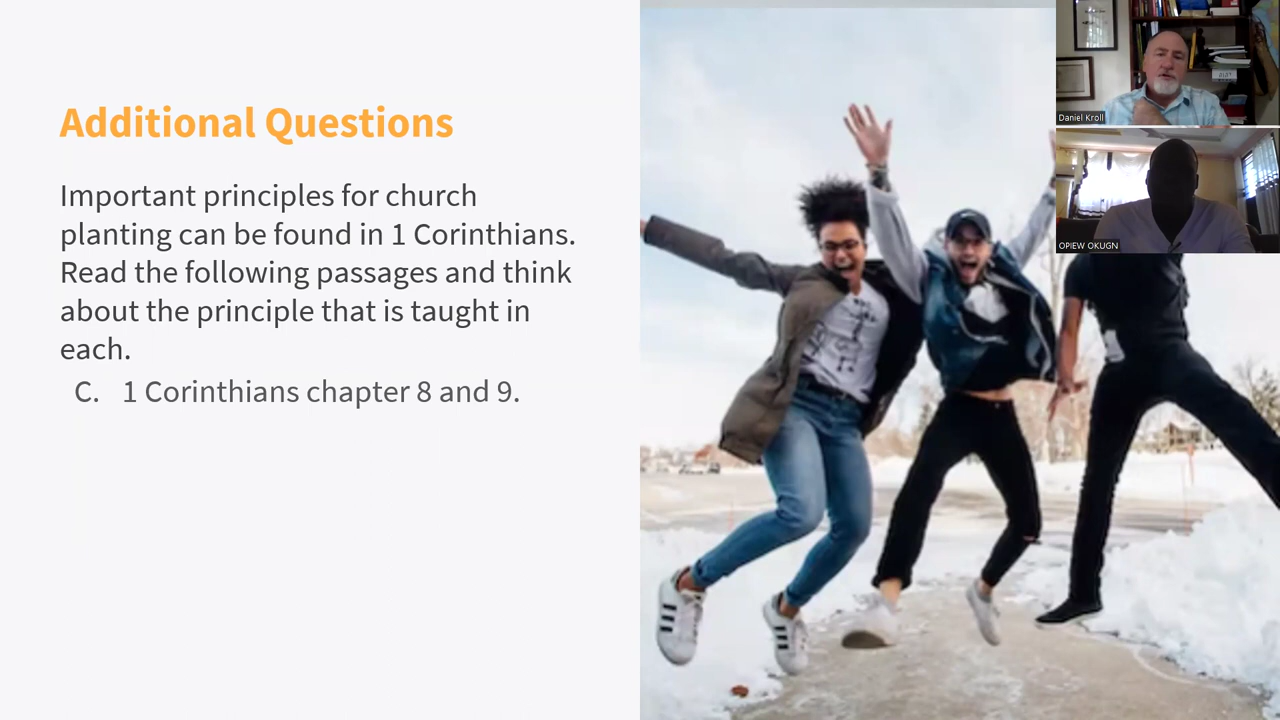 Additional Questions
Important principles for church
planting can be found in 1 Corinthians.
Read the following passages and think
about the principle that is taught in
each.
C. 1 Corinthians chapter 8 and 9.
Daniel Kroll
OPIEW OKUGN